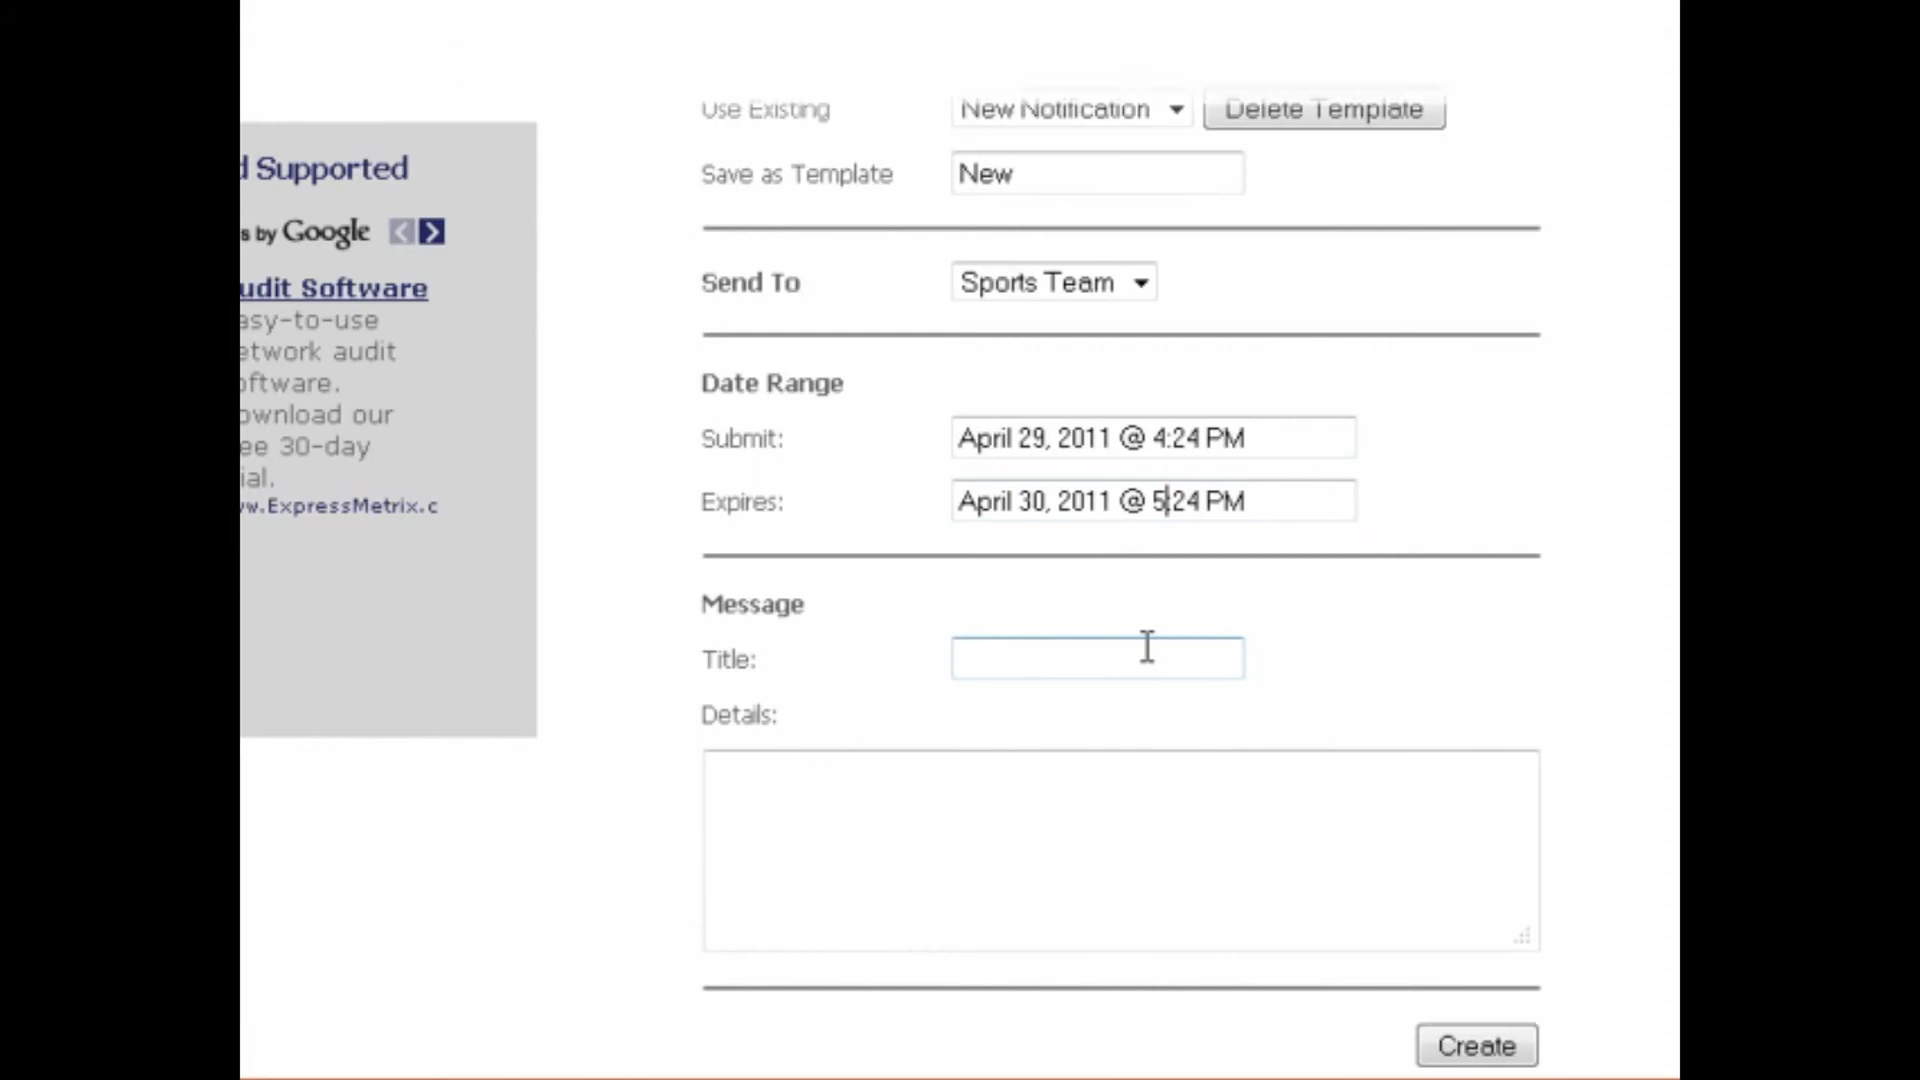 d Supported
s by Google
udit Software
asy-to-use
etwork audit
oftware.
ownload our
ee 30-day
ial.
w.ExpressMetrix.c
Use Existing New Notification Delete Template
Save as Template New
Send To Sports Team
Date Range
Submit: April 29, 2011 @ 4:24 PM
Expires: April 30, 2011 @ 5:24 PM
Message
Title:
Details:
Create